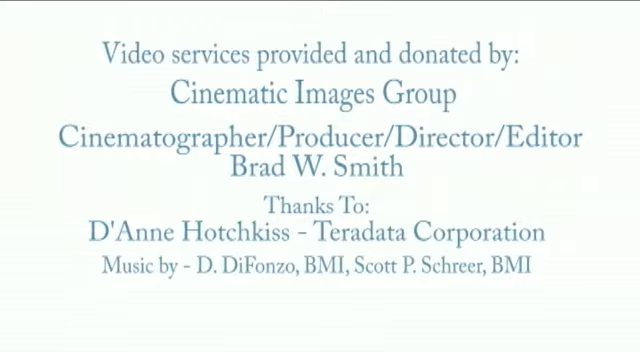 Video services provided and donated by:
Cinematic Images Group
Cinematographer/Producer/Director/Editor
Brad W. Smith
Thanks To:
D'Anne Hotchkiss - Teradata Corporation
Music by - D. DiFonzo, BMI, Scott P. Schreer, BMI